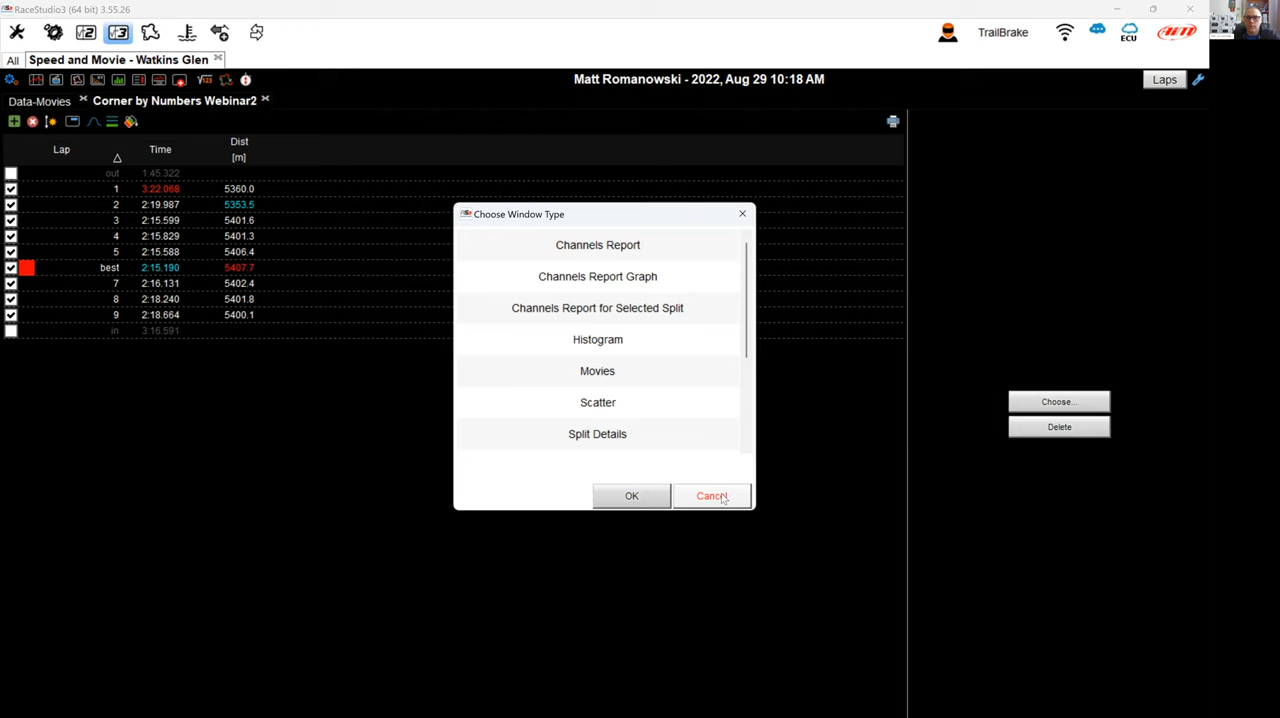 RaceStudio3 (64 bit) 3.55.26
TrailBrake
ECU
All Speed and Movie - Watkins Glen
Matt Romanowski - 2022, Aug 29 10:18 AM
Laps
Data-Movies Corner by Numbers Webinar2
Lap Time Dist
[m]
out 1:45.322
1 3:22.068 5360.0
2 2:19.987 5353.5
3 2:15.599 5401.6
4 2:15.829 5401.3
5 2:15.588 5406.4
best 2:15.190 5407.7
7 2:16.131 5402.4
8 2:18.240 5401.8
9 2:18.664 5400.1
in 3:16.591
Choose Window Type
Channels Report
Channels Report Graph
Channels Report for Selected Split
Histogram
Movies
Scatter
Split Details
OK Cancel
Choose...
Delete